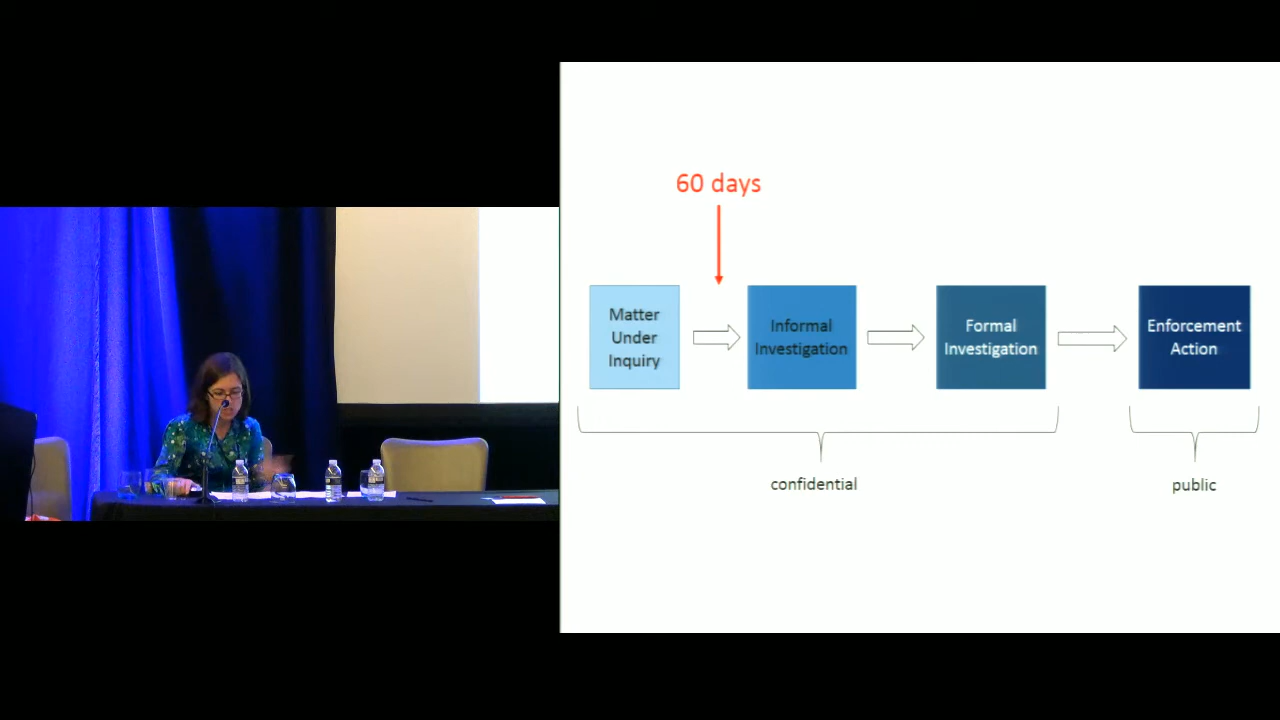 60 days
Matter
Under
Inquiry
Informal
Investigation
Formal
Investigation
Enforcement
Action
confidential
public